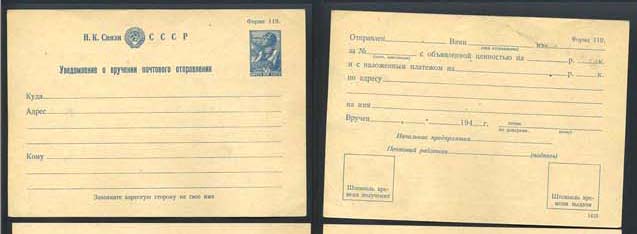 Форма 119.
Н. К. Связи СССР
Уведомление о вручении почтового отправления
Куда
Адрес
Кому
Заполните адресную сторону на свое имя
Форма 119.
Отправлен
за № с объявленной ценностью на р. к.
и с наложенным платежом на р. к.
по адресу
на имя
Вручен 194 г.
Начальник предприятия
Почтовый работник
(подпись)
Штемпель вре-
мени получения
Штемпель вре-
мени выдачи